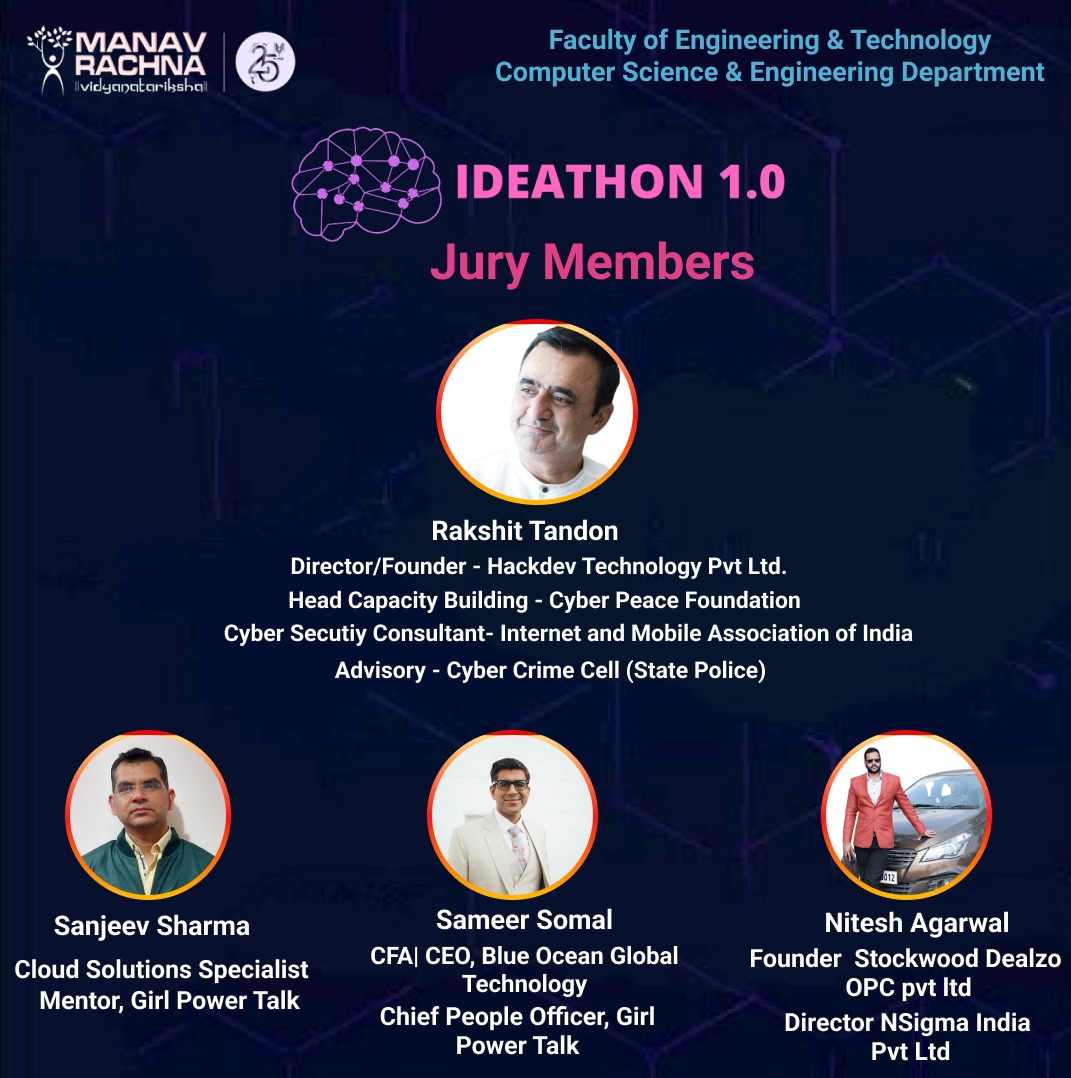 MANAV
RACHNA
॥vidyanatariksha॥
25
Faculty of Engineering & Technology
Computer Science & Engineering Department
IDEATHON 1.0
Jury Members
Rakshit Tandon
Director/Founder - Hackdev Technology Pvt Ltd.
Head Capacity Building - Cyber Peace Foundation
Cyber Secutiy Consultant- Internet and Mobile Association of India
Advisory - Cyber Crime Cell (State Police)
Sanjeev Sharma
Cloud Solutions Specialist
Mentor, Girl Power Talk
Sameer Somal
CFA| CEO, Blue Ocean Global
Technology
Chief People Officer, Girl
Power Talk
Nitesh Agarwal
Founder  Stockwood Dealzo
OPC pvt ltd
Director NSigma India
Pvt Ltd